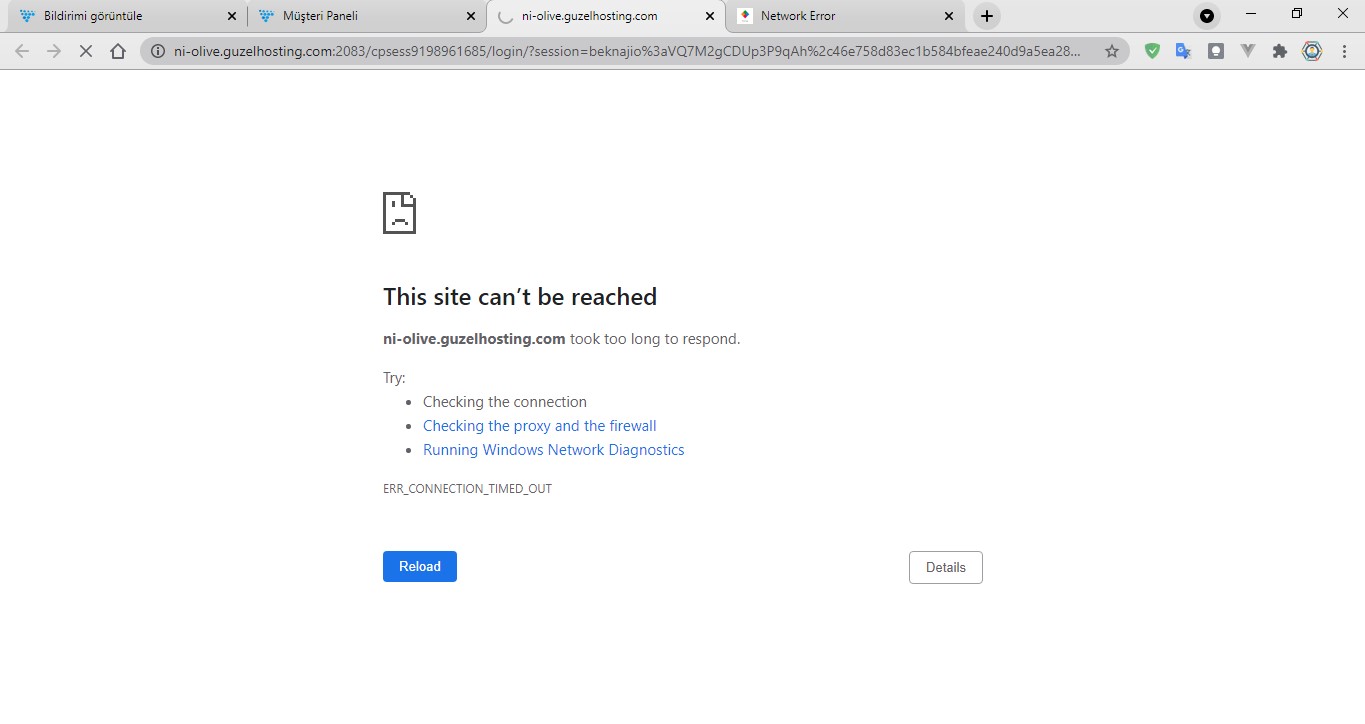 Bildirimi görüntüle
Müşteri Paneli
ni-olive.guzelhosting.com
Network Error
ni-olive.guzelhosting.com:2083/cpsess9198961685/login/?session=beknajio%3aVQ7M2gCDUp3P9qAh%2c46e758d83ec1b584bfeae240d9a5ea28...
This site can’t be reached
ni-olive.guzelhosting.com took too long to respond.
Try:
• Checking the connection
• Checking the proxy and the firewall
• Running Windows Network Diagnostics
ERR_CONNECTION_TIMED_OUT
Reload
Details